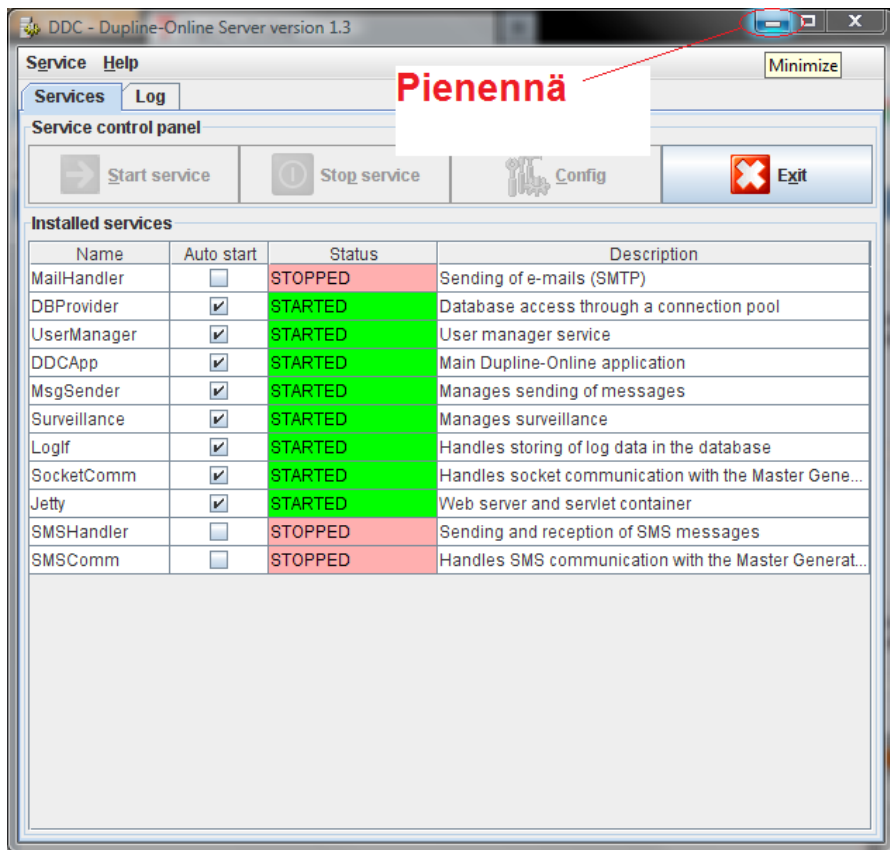 DDC - Dupline-Online Server version 1.3
Service Help
Minimize
Pienennä
Services Log
Service control panel
Start service Stop service Config Exit
Installed services
Name Auto start Status Description
MailHandler STOPPED Sending of e-mails (SMTP)
DBProvider STARTED Database access through a connection pool
UserManager STARTED User manager service
DDCApp STARTED Main Dupline-Online application
MsgSender STARTED Manages sending of messages
Surveillance STARTED Manages surveillance
LogIf STARTED Handles storing of log data in the database
SocketComm STARTED Handles socket communication with the Master Gene...
Jetty STARTED Web server and servlet container
SMSHandler STOPPED Sending and reception of SMS messages
SMSComm STOPPED Handles SMS communication with the Master Generat...